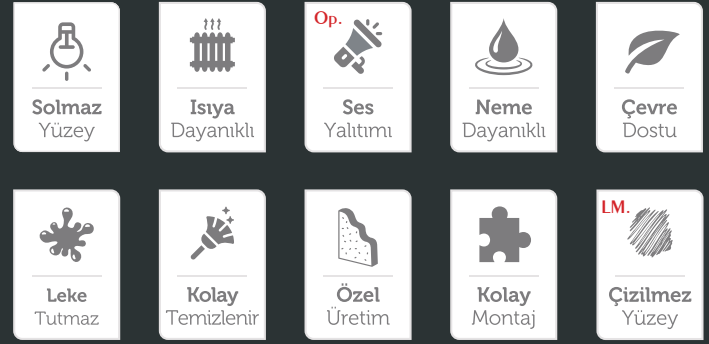 Solmaz
Yüzey
Isıya
Dayanıklı
Op.
Ses
Yalıtımı
Neme
Dayanıklı
Çevre
Dostu
Leke
Tutmaz
Kolay
Temizlenir
Özel
Üretim
Kolay
Montaj
LM.
Çizilmez
Yüzey